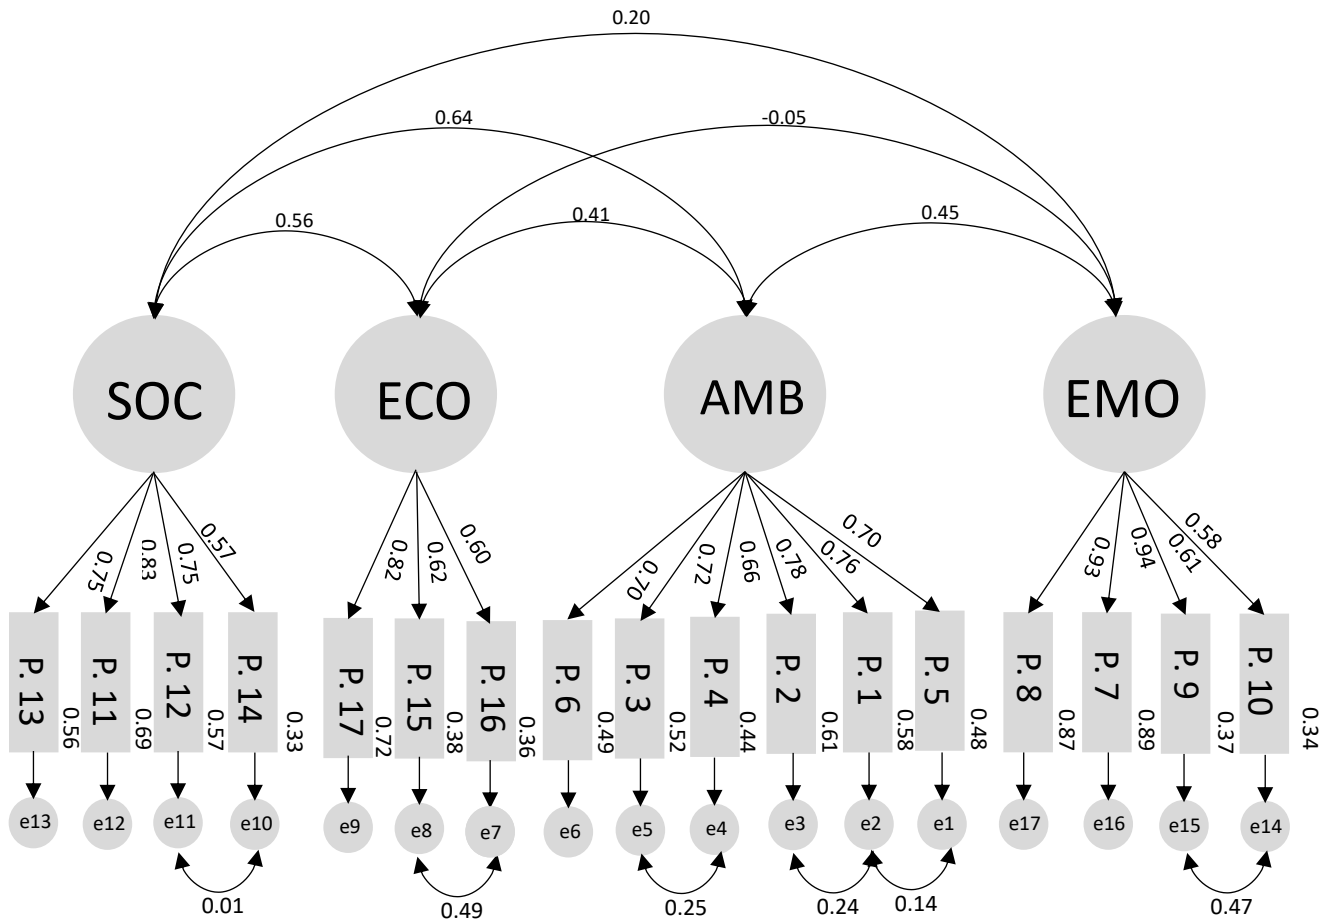 0.20
0.64
-0.05
0.56
0.41
0.45
SOC
ECO
AMB
EMO
0.75
0.83
0.75
0.57
0.82
0.62
0.60
0.70
0.72
0.66
0.78
0.76
0.70
0.93
0.94
0.61
0.58
P. 13
0.56
P. 11
0.69
P. 12
0.57
P. 14
0.33
P. 17
0.72
P. 15
0.38
P. 16
0.36
P. 6
0.49
P. 3
0.52
P. 4
0.44
P. 2
0.61
P. 1
0.58
P. 5
0.48
P. 8
0.87
P. 7
0.89
P. 9
0.37
P. 10
0.34
e13
e12
e11
e10
e9
e8
e7
e6
e5
e4
e3
e2
e1
e17
e16
e15
e14
0.01
0.49
0.25
0.24
0.14
0.47